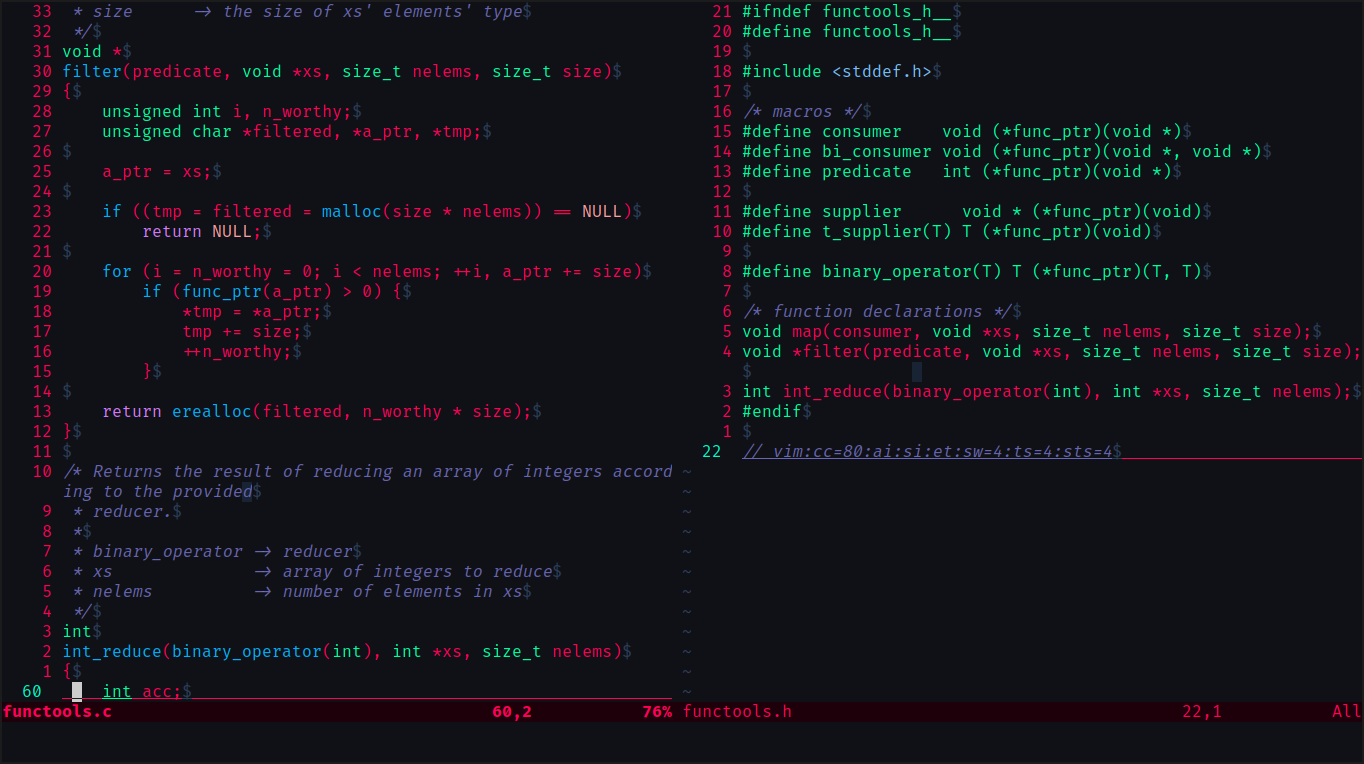 33  * size      -> the size of xs' elements' type$
32  */$
31 void *$
30 filter(predicate, void *xs, size_t nelems, size_t size)$
29 {$
28     unsigned int i, n_worthy;$
27     unsigned char *filtered, *a_ptr, *tmp;$
26 $
25     a_ptr = xs;$
24 $
23     if ((tmp = filtered = malloc(size * nelems)) == NULL)$
22         return NULL;$
21 $
20     for (i = n_worthy = 0; i < nelems; ++i, a_ptr += size)$
19         if (func_ptr(a_ptr) > 0) {$
18             *tmp = *a_ptr;$
17             tmp += size;$
16             ++n_worthy;$
15         }$
14 $
13     return erealloc(filtered, n_worthy * size);$
12 }$
11 $
10 /* Returns the result of reducing an array of integers accord
ing to the provided$
9  * reducer.$
8  *$
7  * binary_operator -> reducer$
6  * xs              -> array of integers to reduce$
5  * nelems          -> number of elements in xs$
4  */$
3 int$
2 int_reduce(binary_operator(int), int *xs, size_t nelems)$
1 {$
60     int acc;$
functools.c 60,2 76%
21 #ifndef functools_h__$
20 #define functools_h__$
19 $
18 #include <stddef.h>$
17 $
16 /* macros */$
15 #define consumer    void (*func_ptr)(void *)$
14 #define bi_consumer void (*func_ptr)(void *, void *)$
13 #define predicate   int (*func_ptr)(void *)$
12 $
11 #define supplier      void * (*func_ptr)(void)$
10 #define t_supplier(T) T (*func_ptr)(void)$
9 $
8 #define binary_operator(T) T (*func_ptr)(T, T)$
7 $
6 /* function declarations */$
5 void map(consumer, void *xs, size_t nelems, size_t size);$
4 void *filter(predicate, void *xs, size_t nelems, size_t size);
$
3 int int_reduce(binary_operator(int), int *xs, size_t nelems);$
2 #endif$
1 $
22 // vim:cc=80:ai:si:et:sw=4:ts=4:sts=4$
~
~
~
~
~
~
~
~
~
~
~
~
functools.h 22,1 All